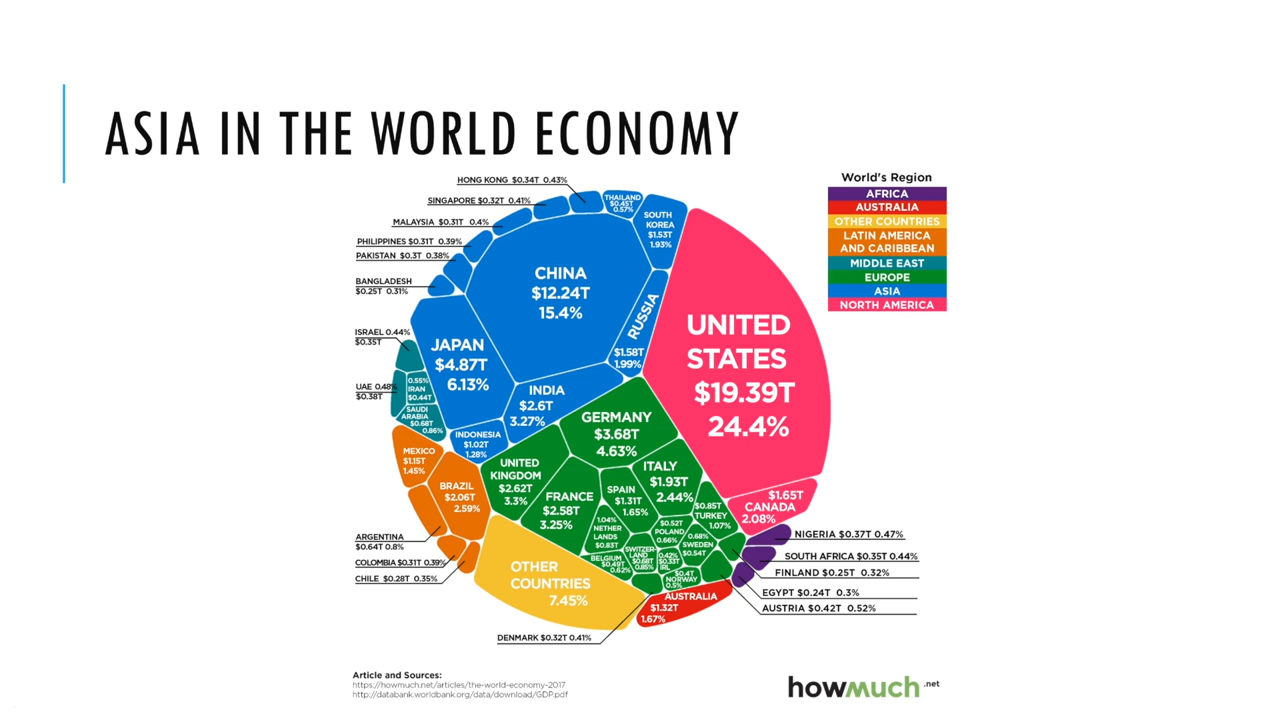 ASIA IN THE WORLD ECONOMY
World's Region
AFRICA
AUSTRALIA
OTHER COUNTRIES
LATIN AMERICA
AND CARIBBEAN
MIDDLE EAST
EUROPE
ASIA
NORTH AMERICA
HONG KONG $0.34T 0.43%
SINGAPORE $0.32T 0.41%
MALAYSIA $0.31T 0.4%
PHILIPPINES $0.31T 0.39%
PAKISTAN $0.3T 0.38%
BANGLADESH
$0.25T 0.31%
THAILAND
$0.45T
0.57%
SOUTH
KOREA
$1.53T
1.93%
CHINA
$12.24T
15.4%
RUSSIA
$1.58T
1.99%
JAPAN
$4.87T
6.13%
INDIA
$2.6T
3.27%
INDONESIA
$1.02T
1.28%
UNITED
STATES
$19.39T
24.4%
$1.65T
CANADA
2.08%
ISRAEL 0.44%
$0.35T
UAE 0.48%
$0.38T
0.55%
IRAN
$0.44T
SAUDI
ARABIA
$0.68T
0.86%
MEXICO
$1.15T
1.45%
BRAZIL
$2.06T
2.59%
ARGENTINA
$0.64T 0.8%
COLOMBIA $0.31T 0.39%
CHILE $0.28T 0.35%
GERMANY
$3.68T
4.63%
UNITED
KINGDOM
$2.62T
3.3%
FRANCE
$2.58T
3.25%
ITALY
$1.93T
2.44%
SPAIN
$1.31T
1.65%
1.04%
NETHER
LANDS
$0.83T
$0.85T
TURKEY
1.07%
$0.52T
POLAND
0.66%
0.68%
SWEDEN
$0.54T
BELGIUM
$0.49T
0.62%
SWITZER-
LAND
$0.68T
0.85%
0.42%
$0.33T
IRL
$0.4T
NORWAY
0.5%
OTHER
COUNTRIES
7.45%
AUSTRALIA
$1.32T
1.67%
NIGERIA $0.37T 0.47%
SOUTH AFRICA $0.35T 0.44%
FINLAND $0.25T 0.32%
EGYPT $0.24T 0.3%
AUSTRIA $0.42T 0.52%
DENMARK $0.32T 0.41%
Article and Sources:
https://howmuch.net/articles/the-world-economy-2017
http://databank.worldbank.org/data/download/GDP.pdf
howmuch.net